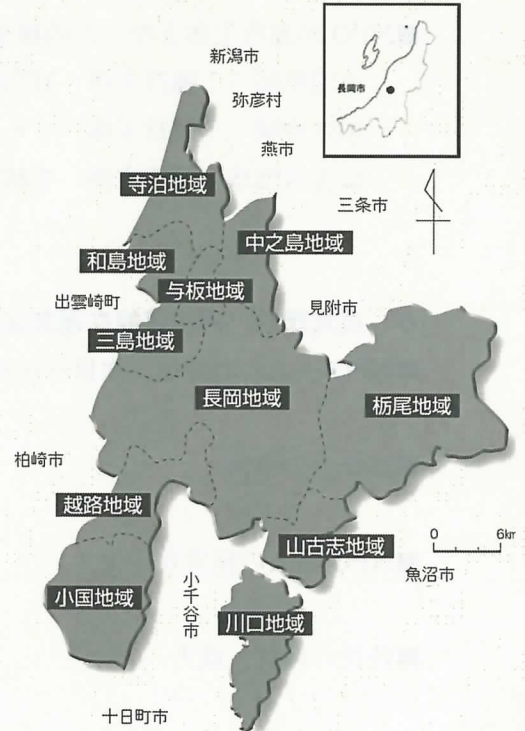 新潟市
弥彦村
燕市
長岡市
三条市
寺泊地域
中之島地域
和島地域
与板地域
出雲崎町
見附市
三島地域
長岡地域
栃尾地域
柏崎市
越路地域
0 6km
山古志地域
魚沼市
小国地域
小千谷市
川口地域
十日町市